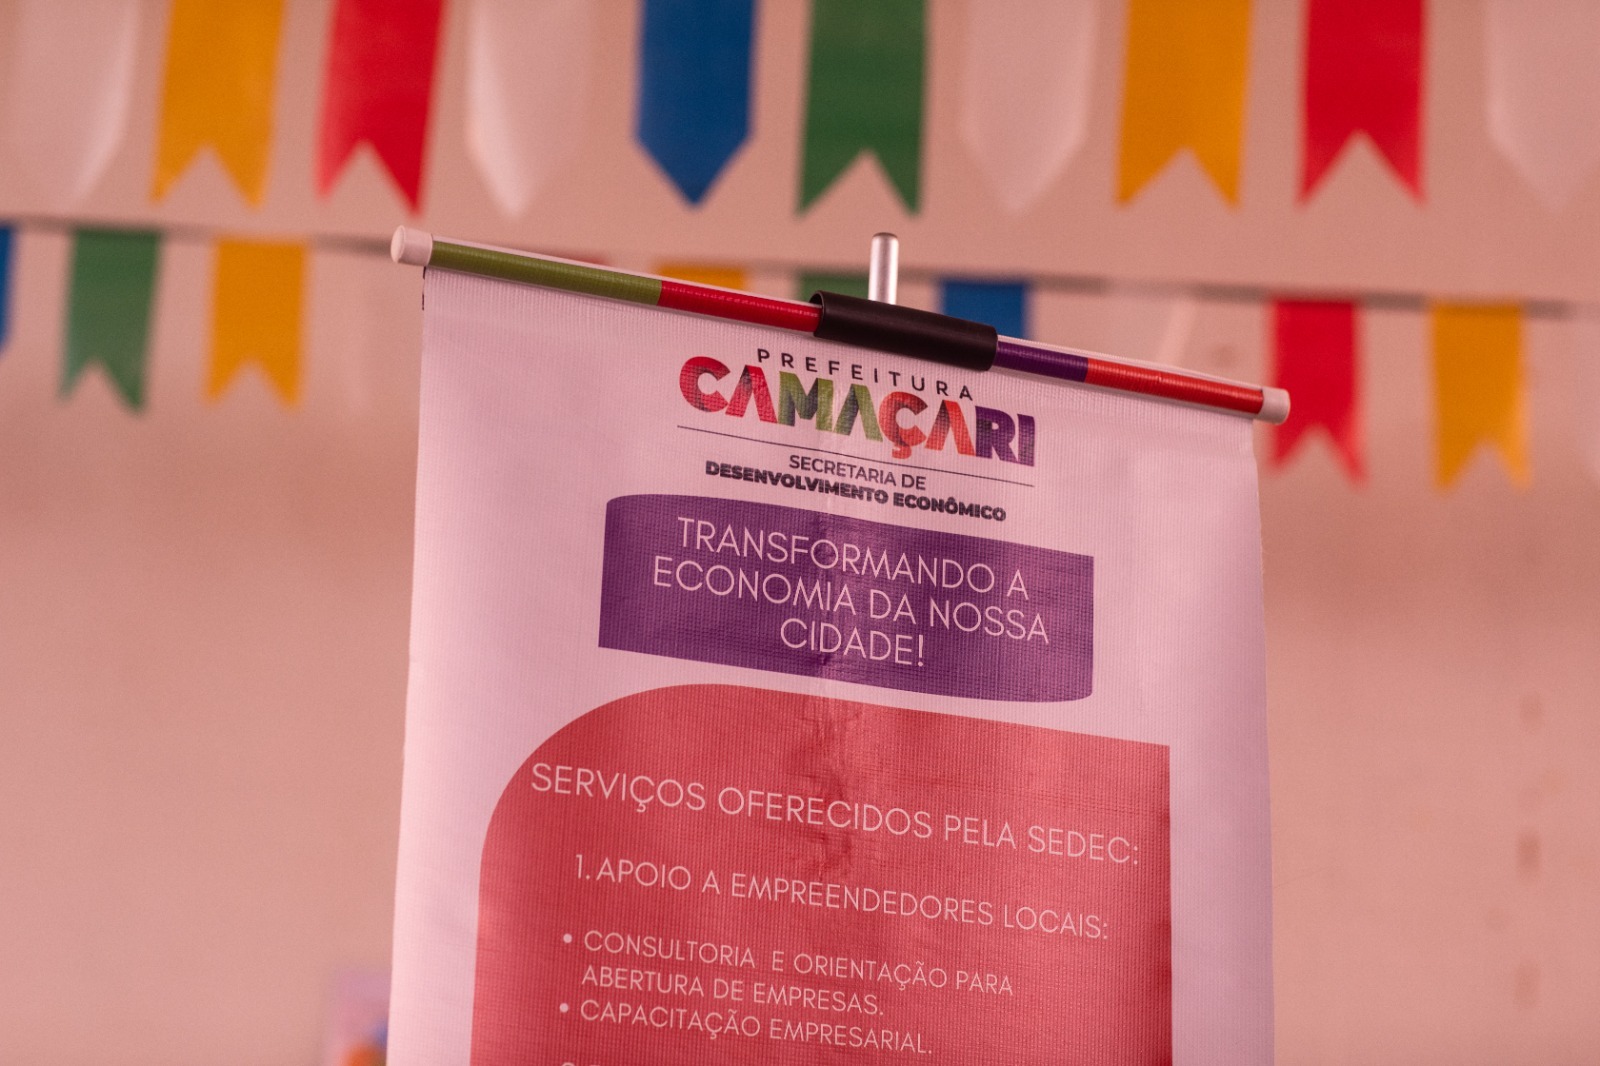 PREFEITURA
CAMAÇARI
SECRETARIA DE
DESENVOLVIMENTO ECONÔMICO
TRANSFORMANDO A
ECONOMIA DA NOSSA
CIDADE!
SERVIÇOS OFERECIDOS PELA SEDEC:
1. APOIO A EMPREENDEDORES LOCAIS:
• CONSULTORIA E ORIENTAÇÃO PARA
ABERTURA DE EMPRESAS.
• CAPACITAÇÃO EMPRESARIAL.